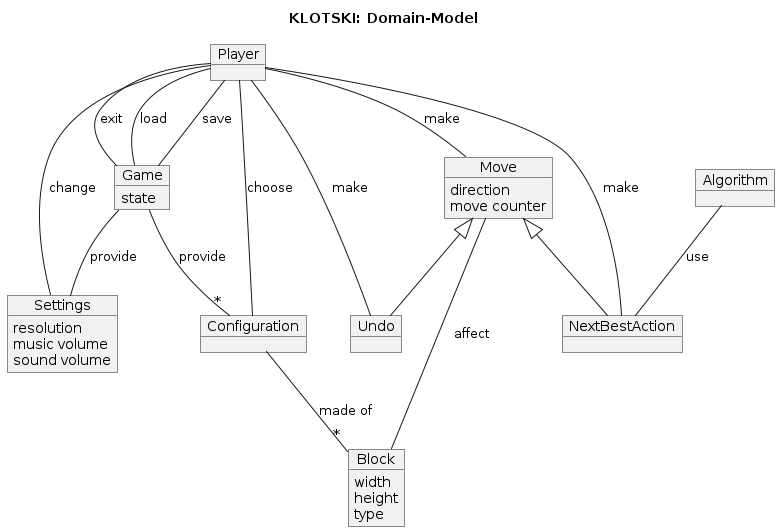 KLOTSKI: Domain-Model
Player
exit
load
save
make
Game
state
Move
direction
move counter
Algorithm
change
choose
make
make
provide
provide
use
*
Settings
resolution
music volume
sound volume
Configuration
Undo
NextBestAction
affect
made of
*
Block
width
height
type